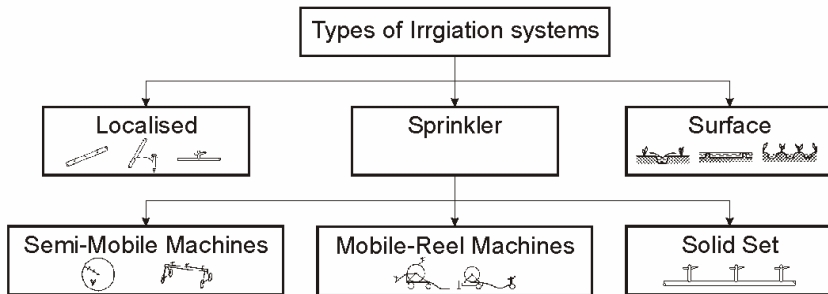 Types of Irrgiation systems
Localised
Sprinkler
Surface
Semi-Mobile Machines
Mobile-Reel Machines
Solid Set